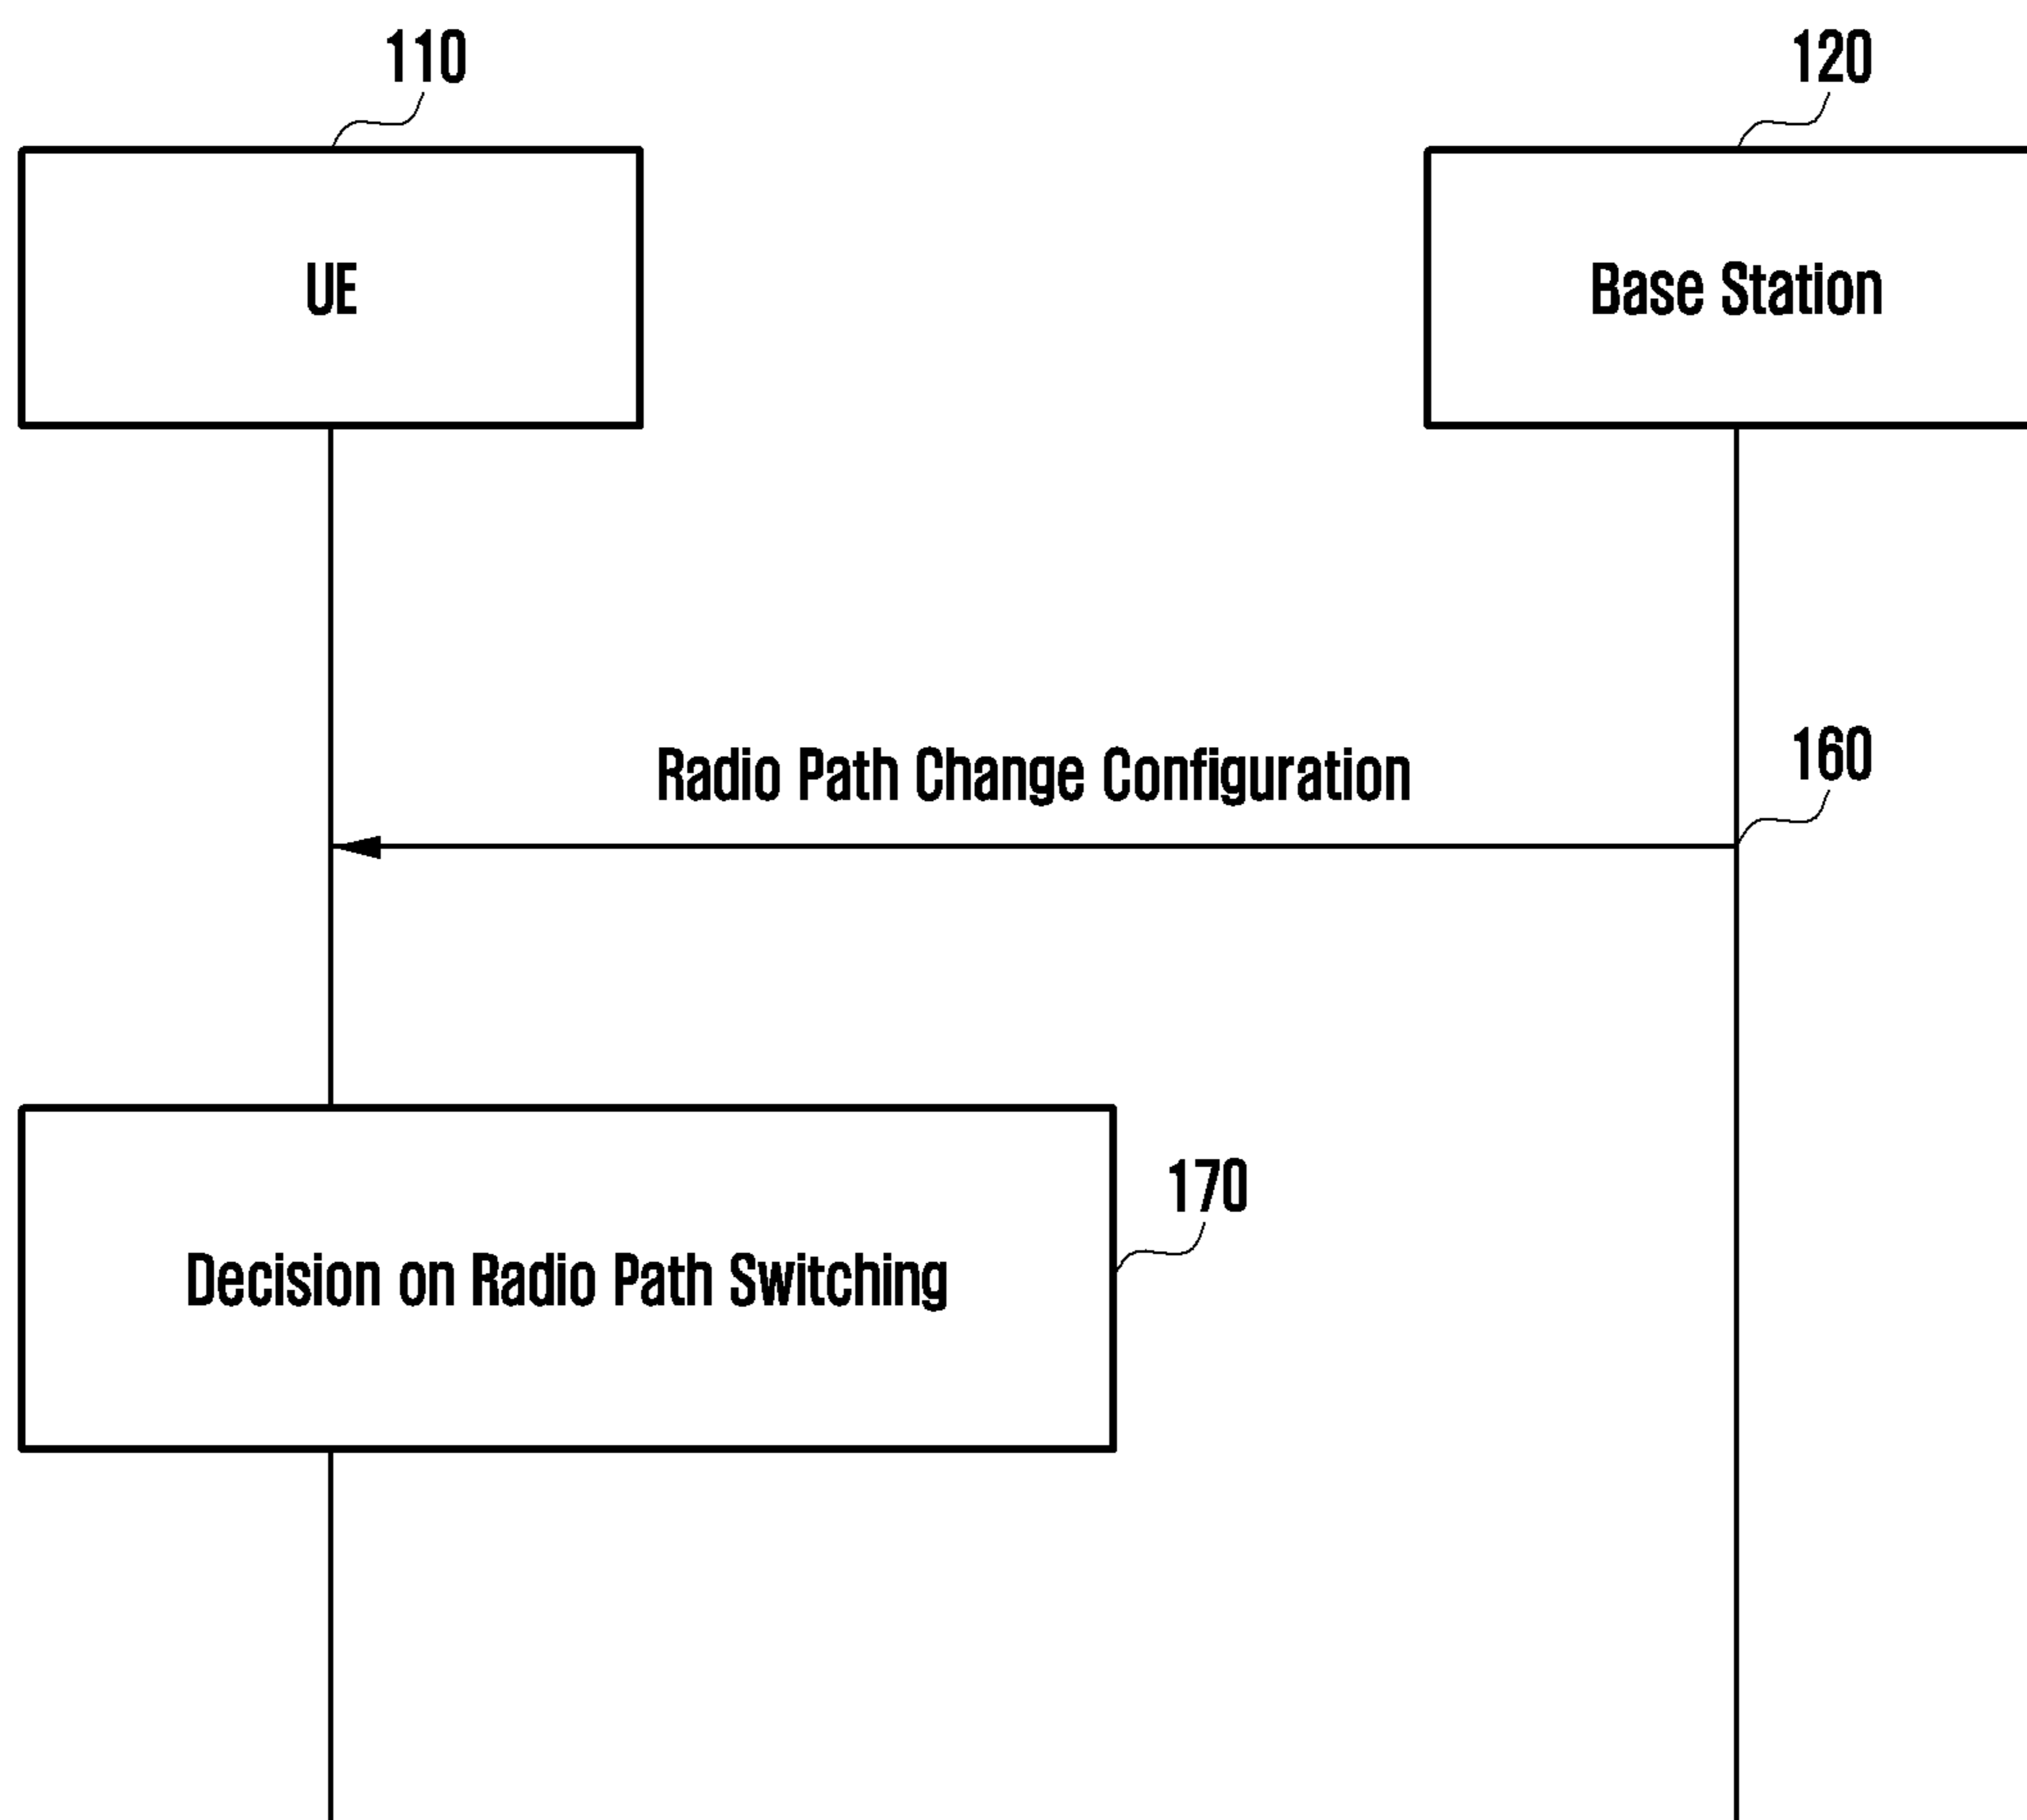 110
120
UE
Base Station
Radio Path Change Configuration
160
170
Decision on Radio Path Switching